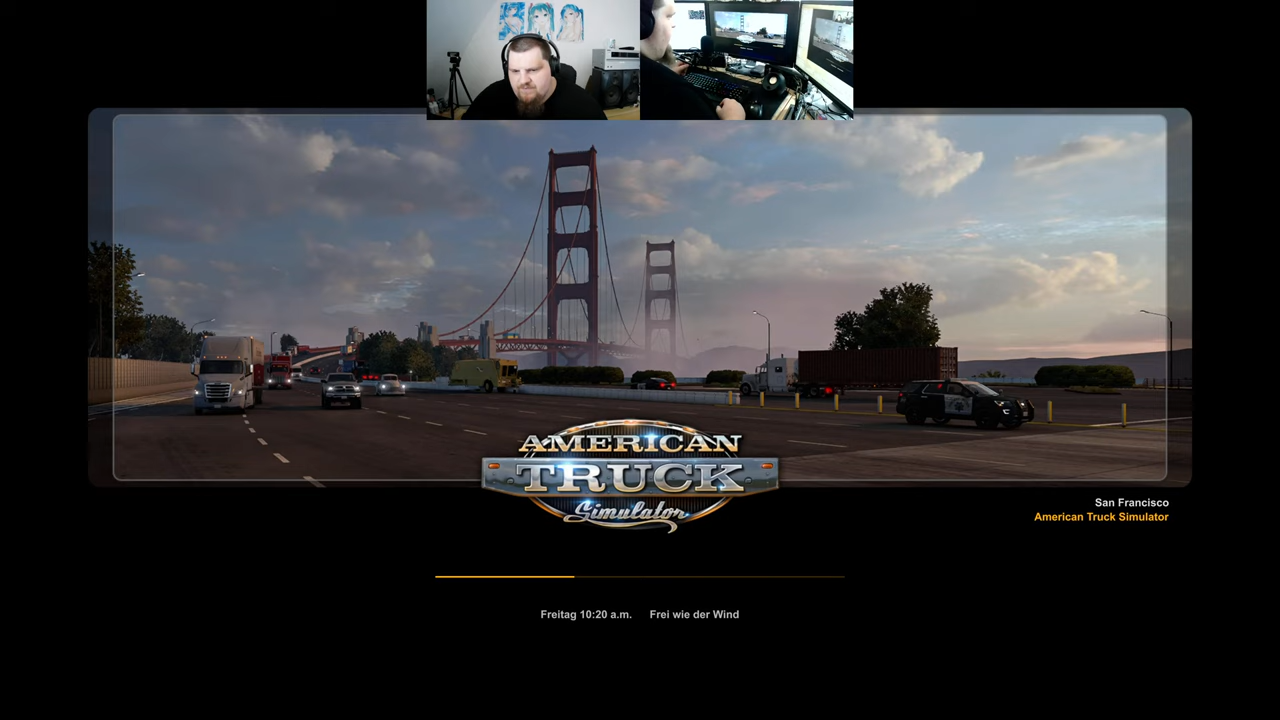 AMERICAN
TRUCK
Simulator
San Francisco
American Truck Simulator
Freitag 10:20 a.m. Frei wie der Wind